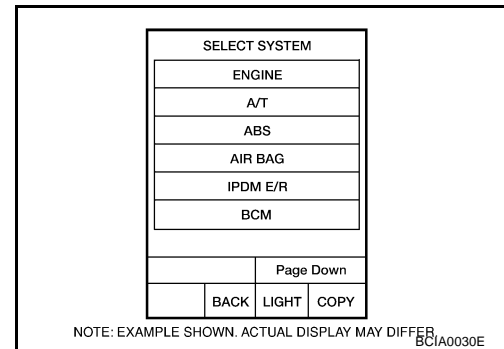 SELECT SYSTEM
ENGINE
A/T
ABS
AIR BAG
IPDM E/R
BCM
Page Down
BACK LIGHT COPY
NOTE: EXAMPLE SHOWN. ACTUAL DISPLAY MAY DIFFER.
BCIA0030E